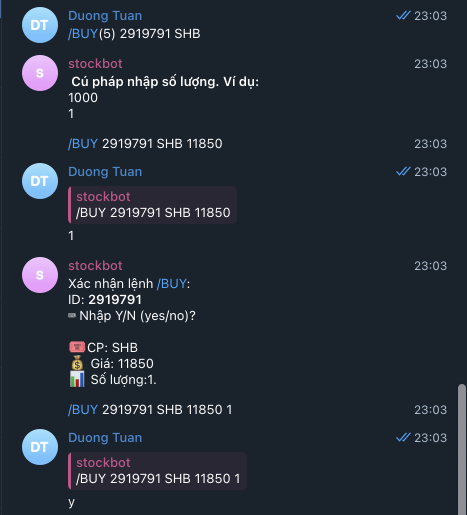 DT
Duong Tuan
23:03
/BUY(5) 2919791 SHB
S
stockbot
23:03
Cú pháp nhập số lượng. Ví dụ:
1000
1
/BUY 2919791 SHB 11850
23:03
DT
Duong Tuan
23:03
stockbot
/BUY 2919791 SHB 11850
1
S
stockbot
23:03
Xác nhận lệnh /BUY:
ID: 2919791
Nhập Y/N (yes/no)?
CP: SHB
Giá: 11850
Số lượng:1.
/BUY 2919791 SHB 11850 1
23:03
DT
Duong Tuan
23:03
stockbot
/BUY 2919791 SHB 11850 1
y